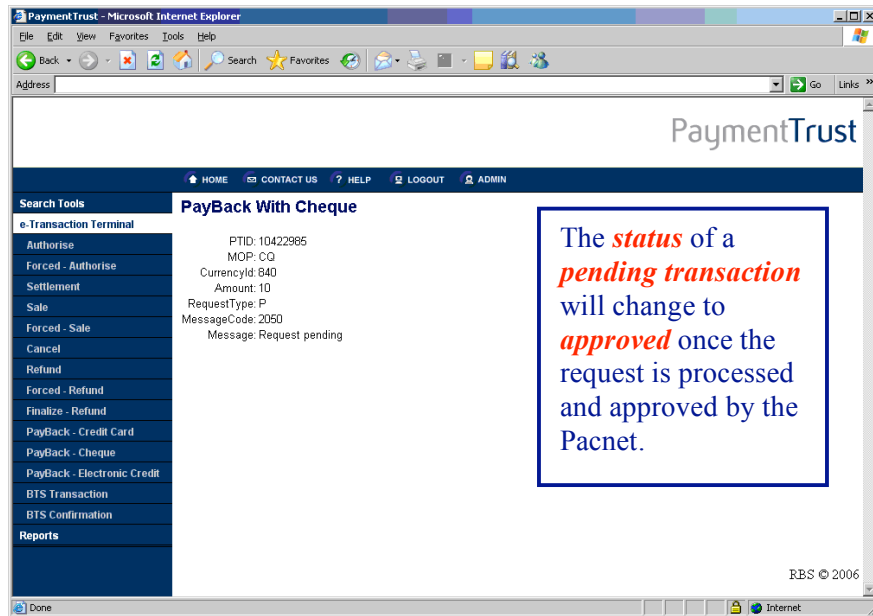 PaymentTrust - Microsoft Internet Explorer
File Edit View Favorites Tools Help
Back Search Favorites
Address Go Links »
PaymentTrust
HOME CONTACT US ? HELP LOGOUT ADMIN
Search Tools
e-Transaction Terminal
Authorise
Forced - Authorise
Settlement
Sale
Forced - Sale
Cancel
Refund
Forced - Refund
Finalize - Refund
PayBack - Credit Card
PayBack - Cheque
PayBack - Electronic Credit
BTS Transaction
BTS Confirmation
Reports
PayBack With Cheque
PTID: 10422985
MOP: CQ
CurrencyId: 840
Amount: 10
RequestType: P
MessageCode: 2050
Message: Request pending
The status of a
pending transaction
will change to
approved once the
request is processed
and approved by the
Pacnet.
RBS © 2006
Done Internet